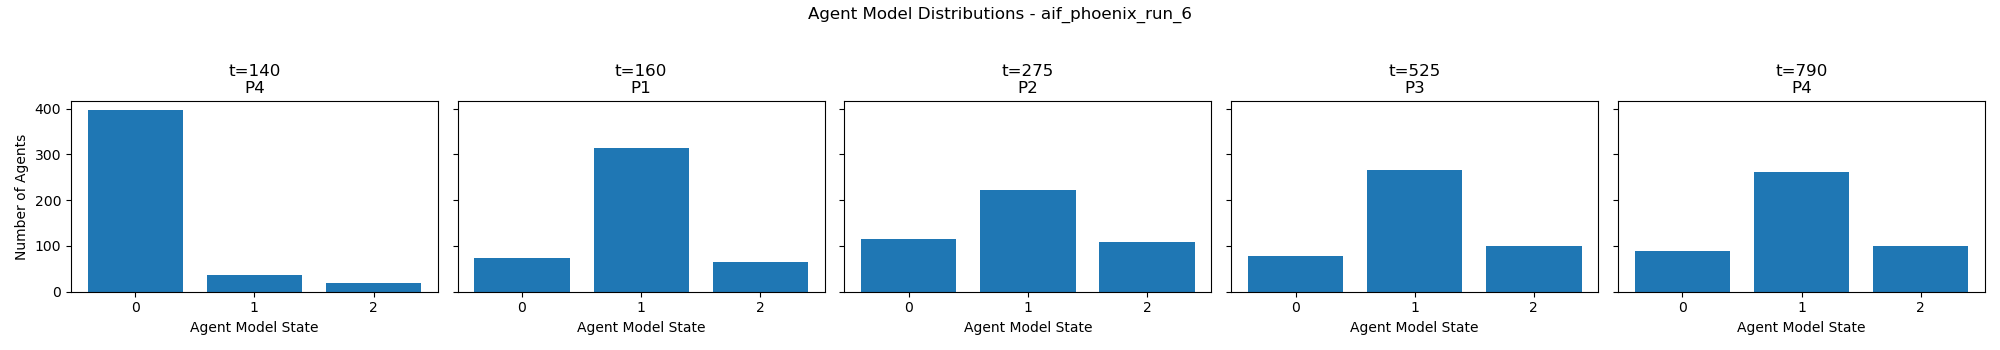 Agent Model Distributions - aif_phoenix_run_6
t=140
P4
400
300
200
100
0
Number of Agents
0 1 2
Agent Model State
t=160
P1
0 1 2
Agent Model State
t=275
P2
0 1 2
Agent Model State
t=525
P3
0 1 2
Agent Model State
t=790
P4
0 1 2
Agent Model State